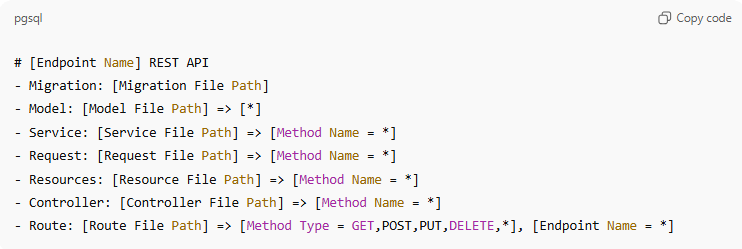 pgsql
Copy code
# [Endpoint Name] REST API
- Migration: [Migration File Path]
- Model: [Model File Path] => [*]
- Service: [Service File Path] => [Method Name = *]
- Request: [Request File Path] => [Method Name = *]
- Resources: [Resource File Path] => [Method Name = *]
- Controller: [Controller File Path] => [Method Name = *]
- Route: [Route File Path] => [Method Type = GET,POST,PUT,DELETE,*], [Endpoint Name = *]